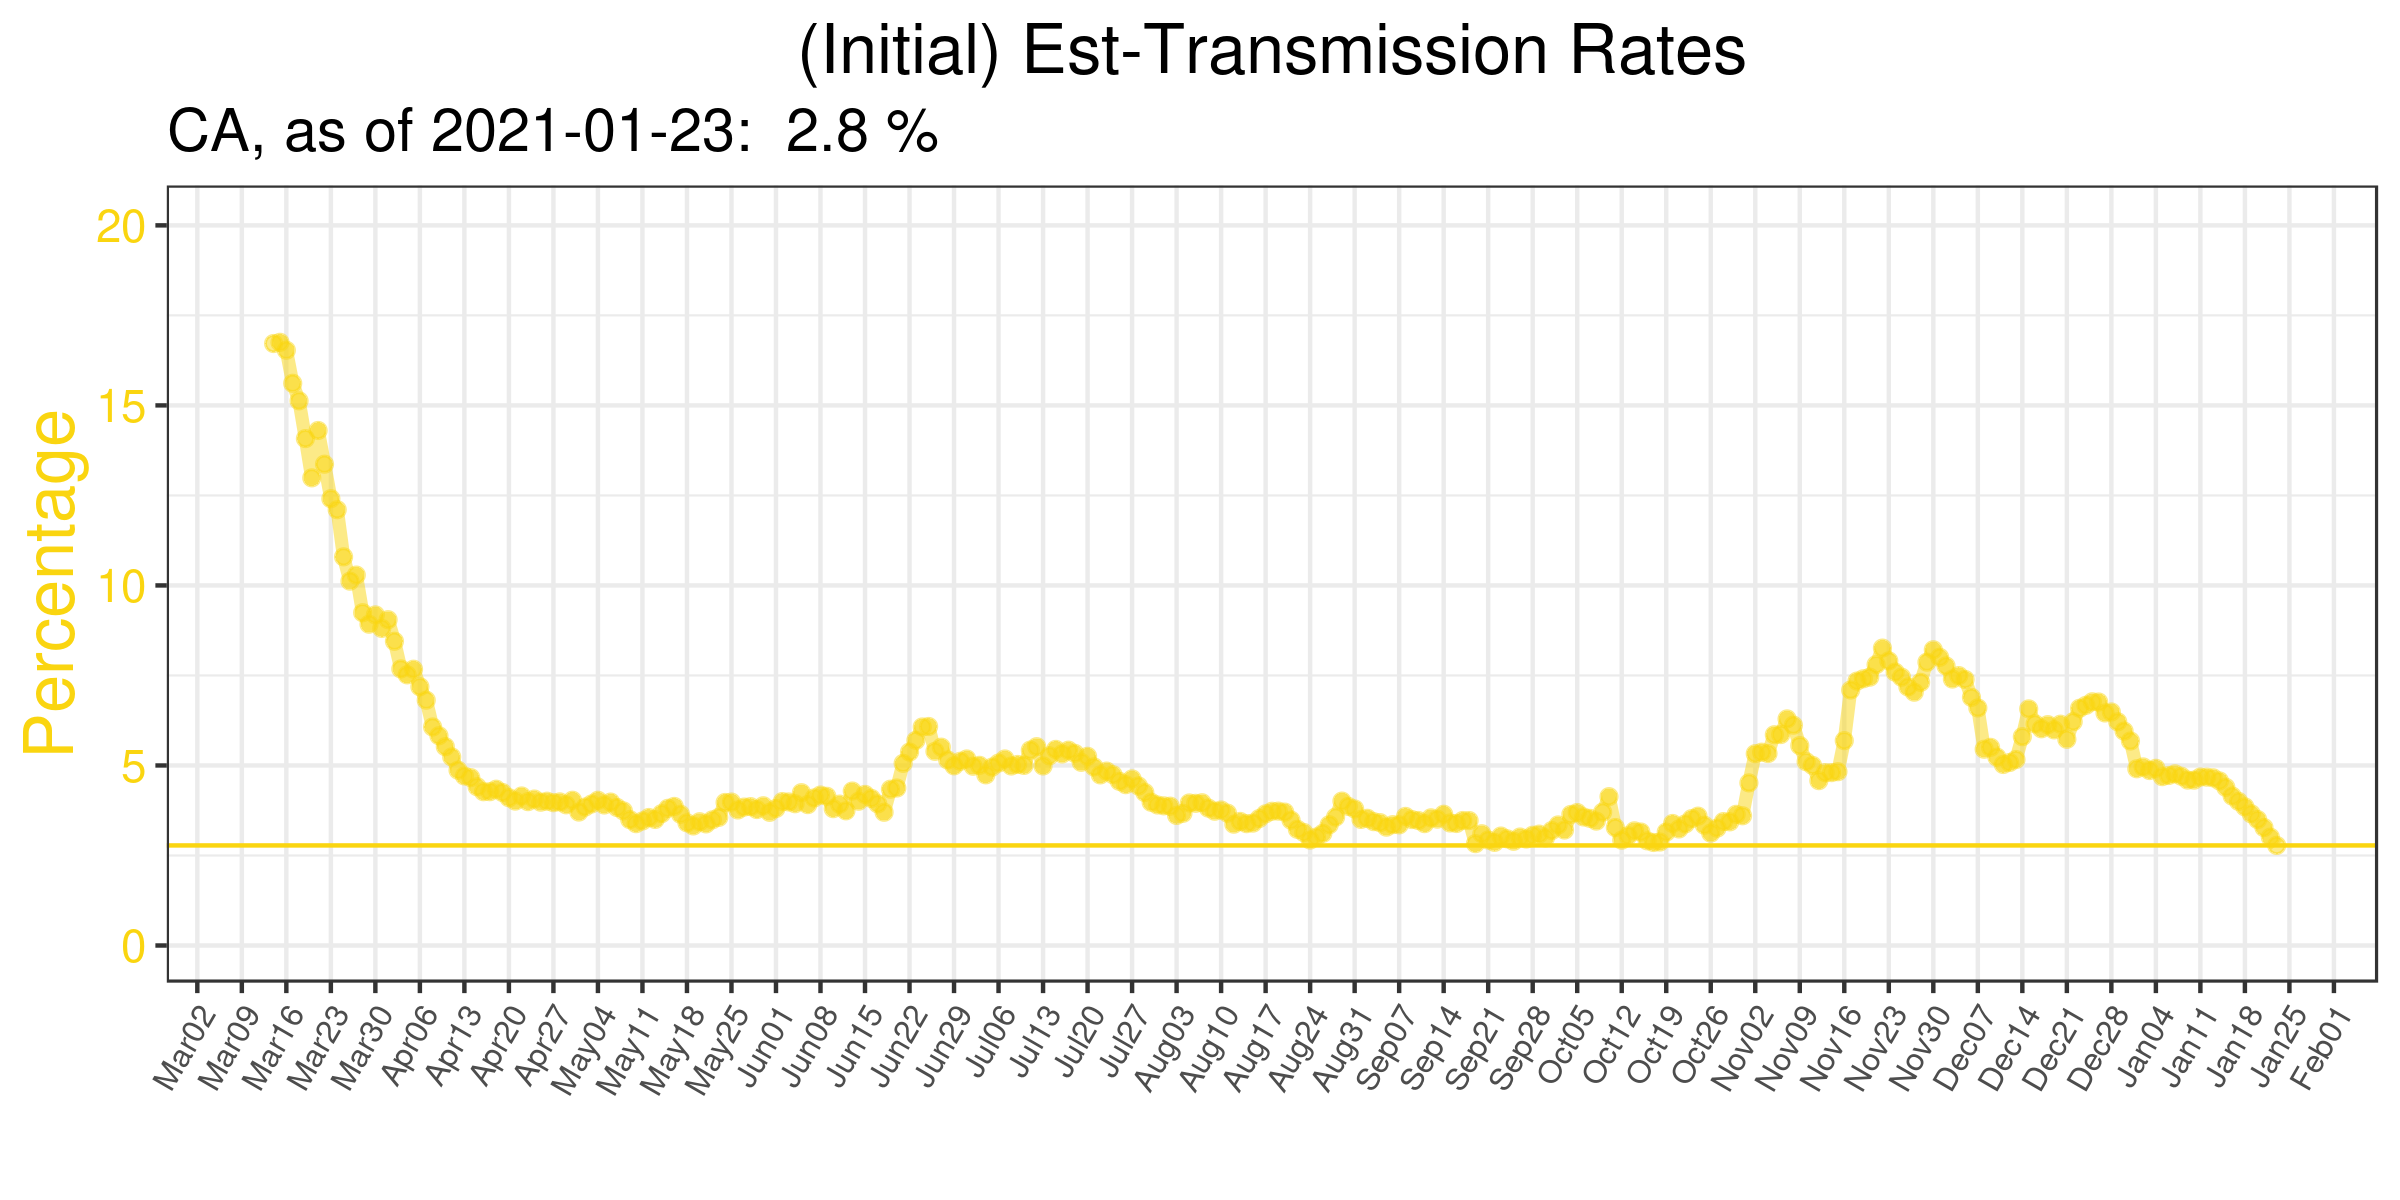 (Initial) Est-Transmission Rates
CA, as of 2021-01-23:  2.8 %
Percentage
20
15
10
5
0
Mar02 Mar09 Mar16 Mar23 Mar30 Apr06 Apr13 Apr20 Apr27 May04 May11 May18 May25 Jun01 Jun08 Jun15 Jun22 Jun29 Jul06 Jul13 Jul20 Jul27 Aug03 Aug10 Aug17 Aug24 Aug31 Sep07 Sep14 Sep21 Sep28 Oct05 Oct12 Oct19 Oct26 Nov02 Nov09 Nov16 Nov23 Nov30 Dec07 Dec14 Dec21 Dec28 Jan04 Jan11 Jan18 Jan25 Feb01